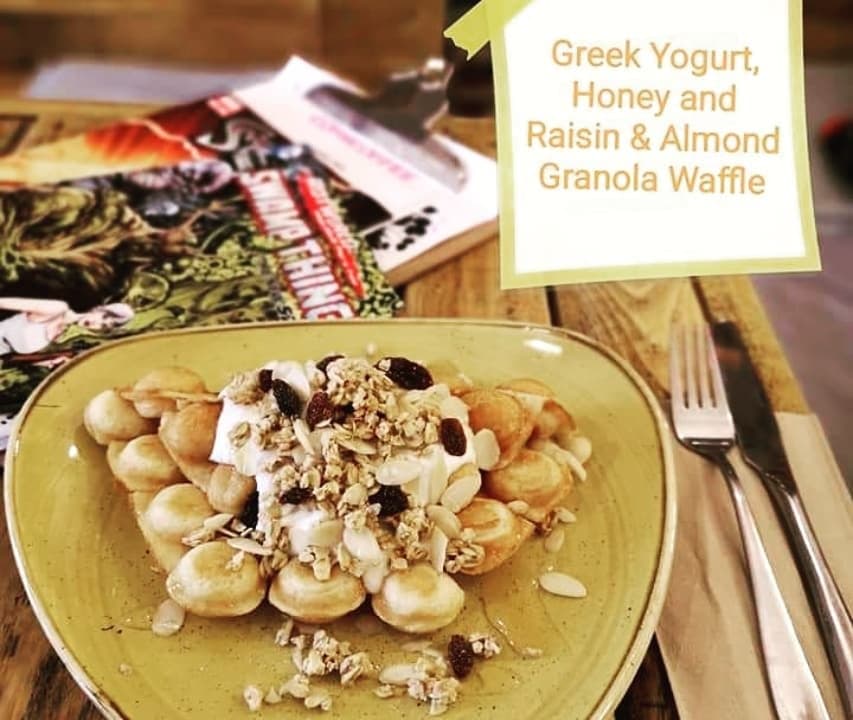 Greek Yogurt,
Honey and
Raisin & Almond
Granola Waffle
SWAMP THING